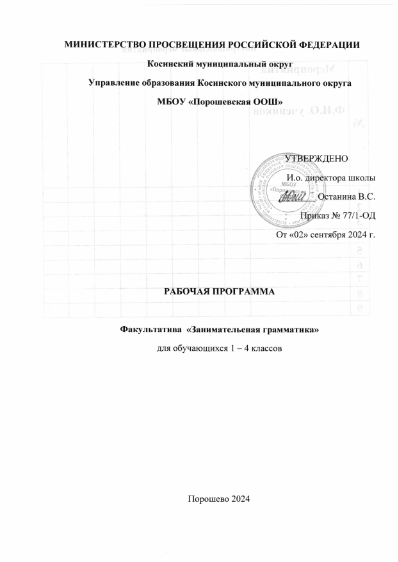 МИНИСТЕРСТВО ПРОСВЕЩЕНИЯ РОССИЙСКОЙ ФЕДЕРАЦИИ
Косинский муниципальный округ
Управление образования Косинского муниципального округа
МБОУ «Порошевская ООШ»
УТВЕРЖДЕНО
И.о. директора школы
Останина В.С.
Приказ № 77/1-ОД
От «02» сентября 2024 г.
РАБОЧАЯ ПРОГРАММА
Факультатива «Занимательная грамматика»
для обучающихся 1 – 4 классов
Порошево 2024